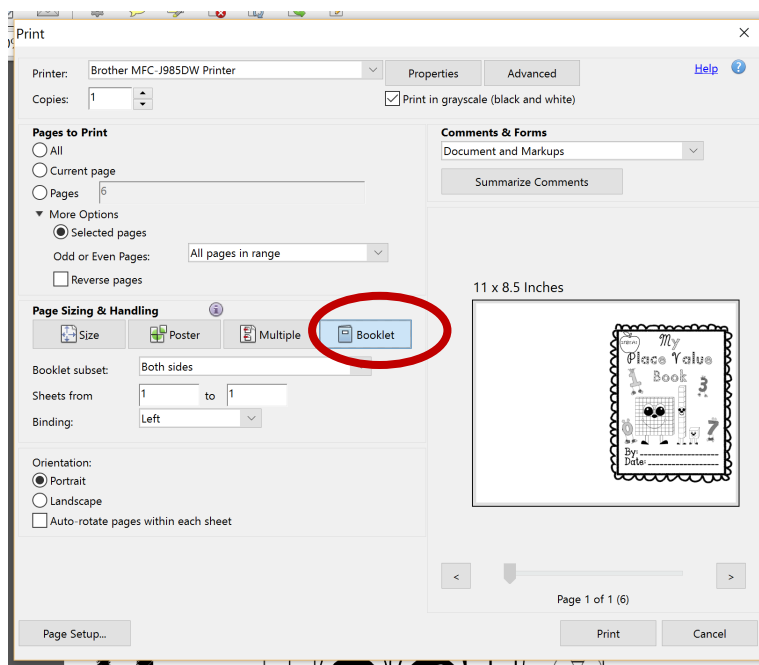 Print
Printer: Brother MFC-J985DW Printer Properties Advanced Help ?
Copies: 1 Print in grayscale (black and white)
Pages to Print
All
Current page
Pages 6
More Options
Selected pages
Odd or Even Pages: All pages in range
Reverse pages
Comments & Forms
Document and Markups
Summarize Comments
Page Sizing & Handling
Size Poster Multiple Booklet
Booklet subset: Both sides
Sheets from 1 to 1
Binding: Left
Orientation:
Portrait
Landscape
Auto-rotate pages within each sheet
11 x 8.5 Inches
My
Place Value
Book
1
3
0
7
By:
Date:
< >
Page 1 of 1 (6)
Page Setup... Print Cancel